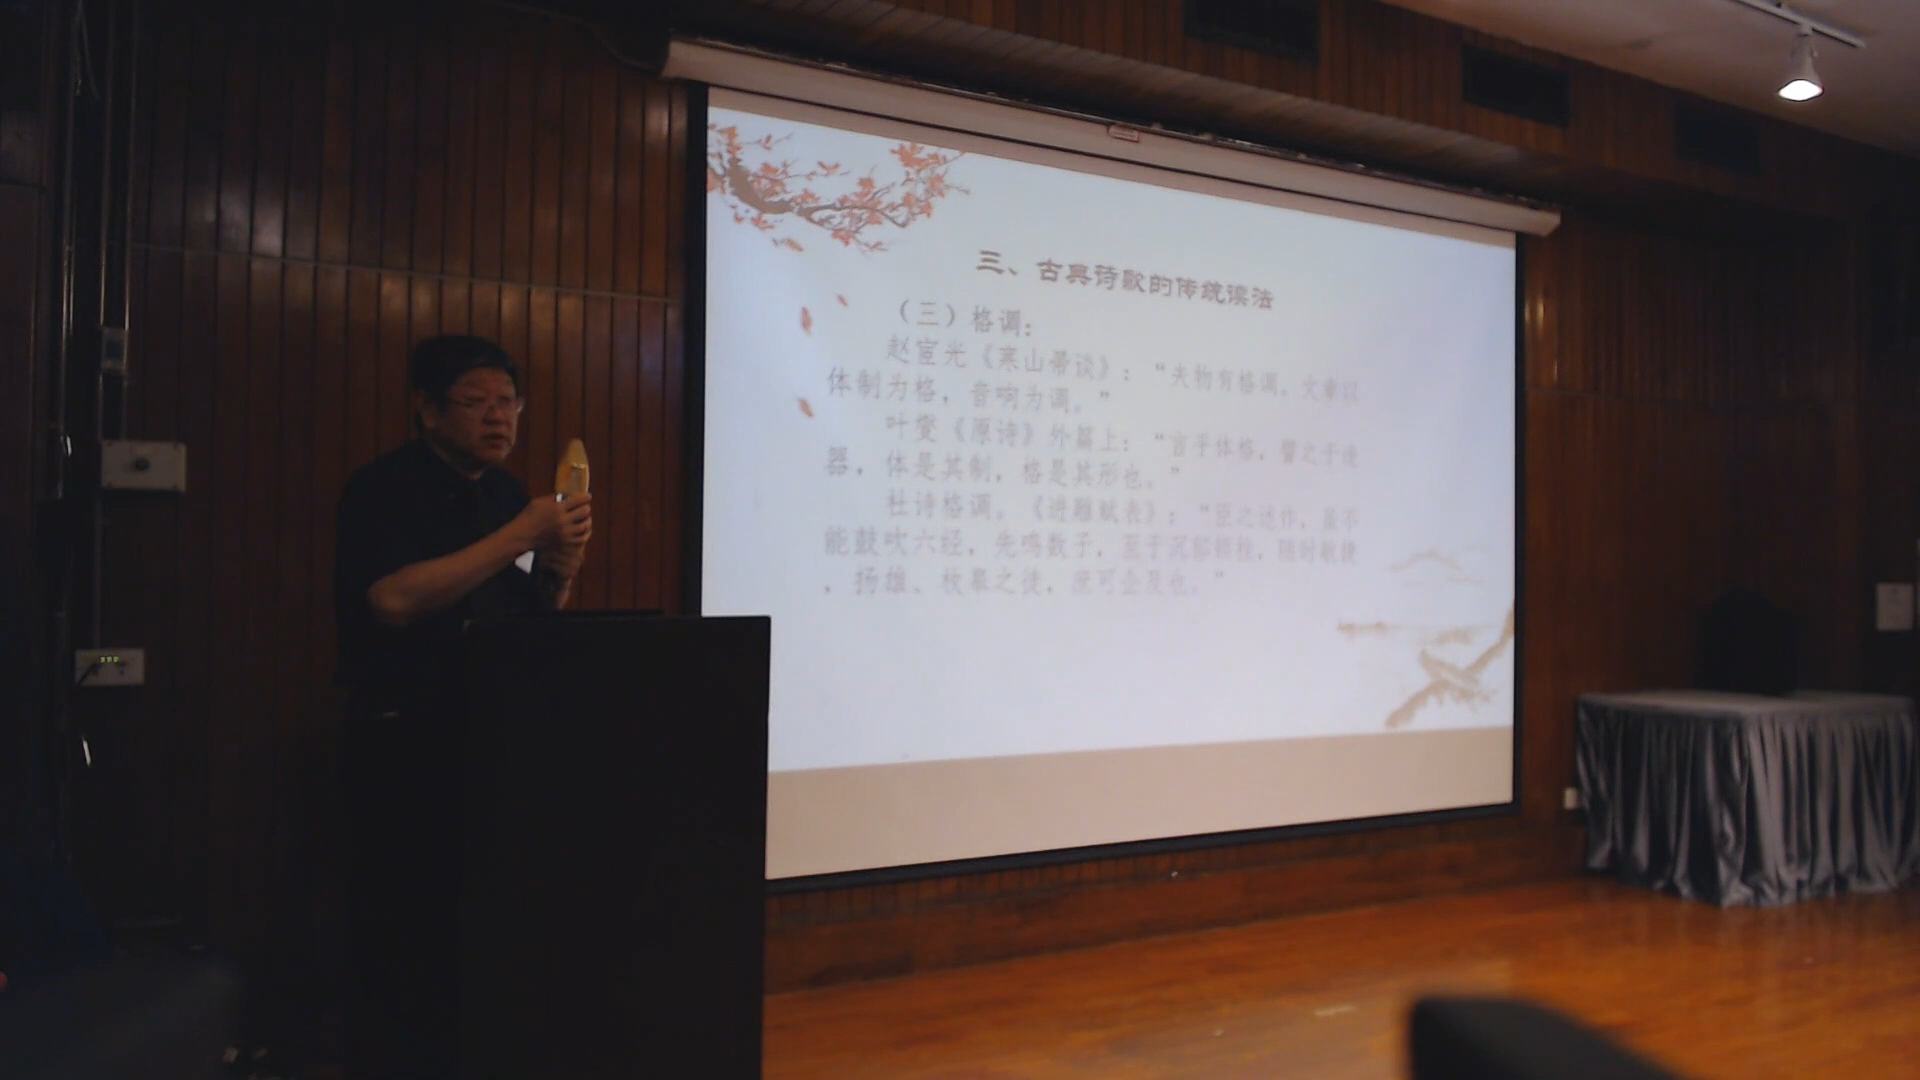 三、古典诗歌的传统读法
（三）格调：
赵宧光《寒山帚谈》：“夫物有格调，文章以
体制为格，音响为调。”
叶燮《原诗》外篇上：“言乎体格，譬之于造
器，体是其制，格是其形也。”
杜诗格调。《进雕赋表》：“臣之述作，虽不
能鼓吹六经，先鸣数子，至于沉郁顿挫，随时敏捷
，扬雄、枚皋之徒，庶可企及也。”